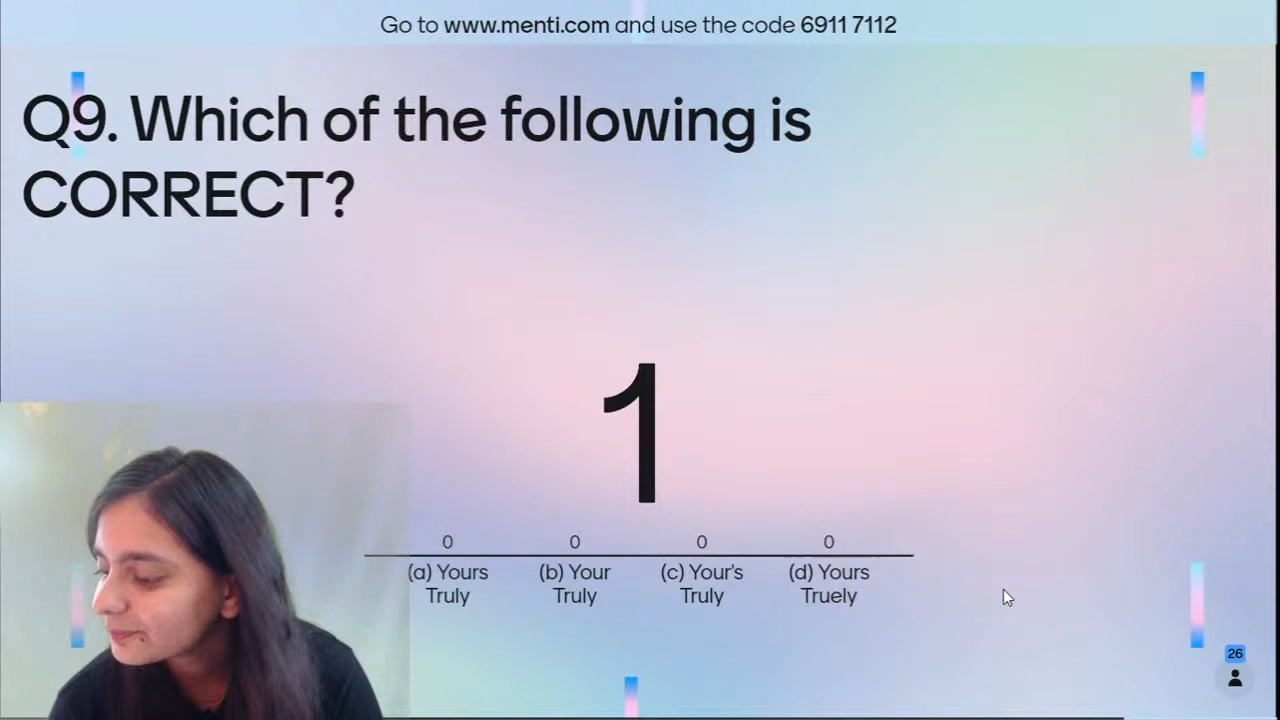 Go to www.menti.com and use the code 6911 7112
Q9. Which of the following is
CORRECT?
1
0 0 0 0
(a) Yours (b) Your (c) Your's (d) Yours
Truly Truly Truly Truely
26